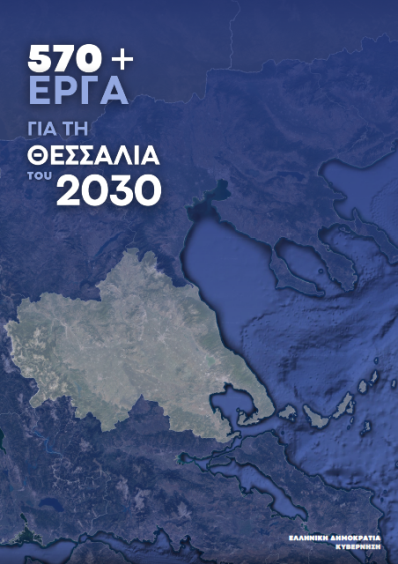 570 +
ΕΡΓΑ
ΓΙΑ ΤΗ
ΘΕΣΣΑΛΙΑ
του 2030
ΕΛΛΗΝΙΚΗ ΔΗΜΟΚΡΑΤΙΑ
ΚΥΒΕΡΝΗΣΗ